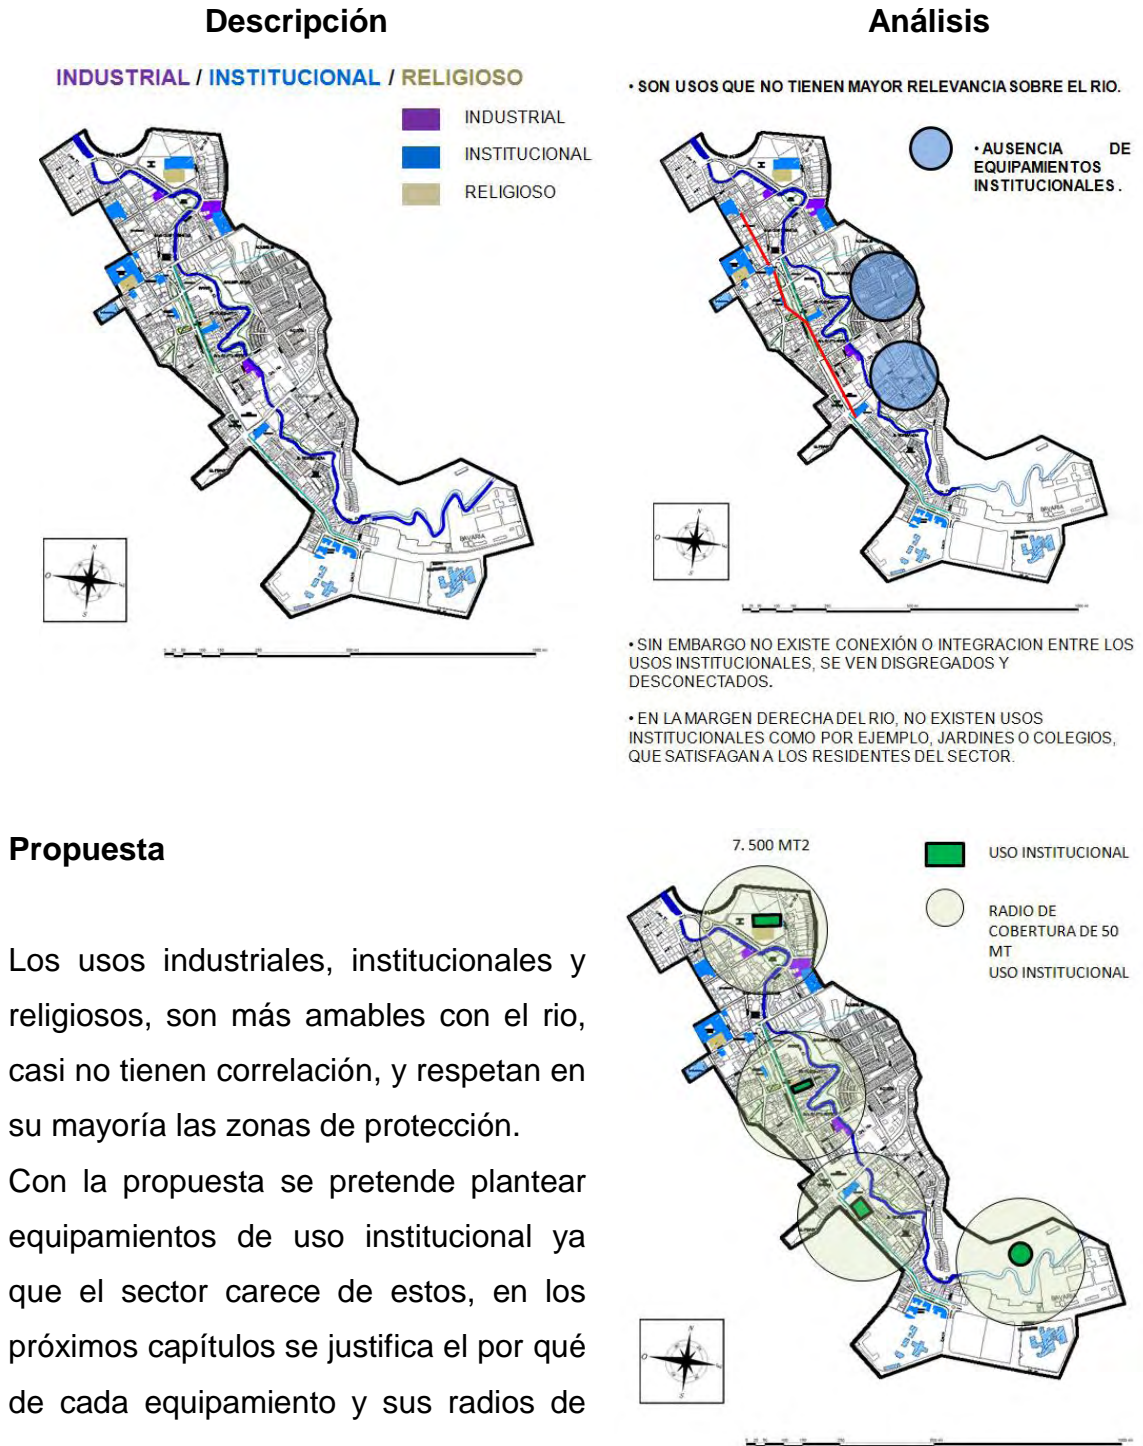 Descripción
INDUSTRIAL / INSTITUCIONAL / RELIGIOSO
INDUSTRIAL
INSTITUCIONAL
RELIGIOSO
BAVARIA
N
O
E
S
Análisis
• SON USOS QUE NO TIENEN MAYOR RELEVANCIA SOBRE EL RIO.
• AUSENCIA DE
EQUIPAMIENTOS
INSTITUCIONALES.
BAVARIA
N
O
E
S
• SIN EMBARGO NO EXISTE CONEXIÓN O INTEGRACION ENTRE LOS
USOS INSTITUCIONALES, SE VEN DISGREGADOS Y
DESCONECTADOS.
• EN LA MARGEN DERECHA DEL RIO, NO EXISTEN USOS
INSTITUCIONALES COMO POR EJEMPLO, JARDINES O COLEGIOS,
QUE SATISFAGAN A LOS RESIDENTES DEL SECTOR.
Propuesta
Los usos industriales, institucionales y
religiosos, son más amables con el rio,
casi no tienen correlación, y respetan en
su mayoría las zonas de protección.
Con la propuesta se pretende plantear
equipamientos de uso institucional ya
que el sector carece de estos, en los
próximos capítulos se justifica el por qué
de cada equipamiento y sus radios de
7. 500 MT2
USO INSTITUCIONAL
RADIO DE
COBERTURA DE 50
MT
USO INSTITUCIONAL
BAVARIA
N
O
E
S